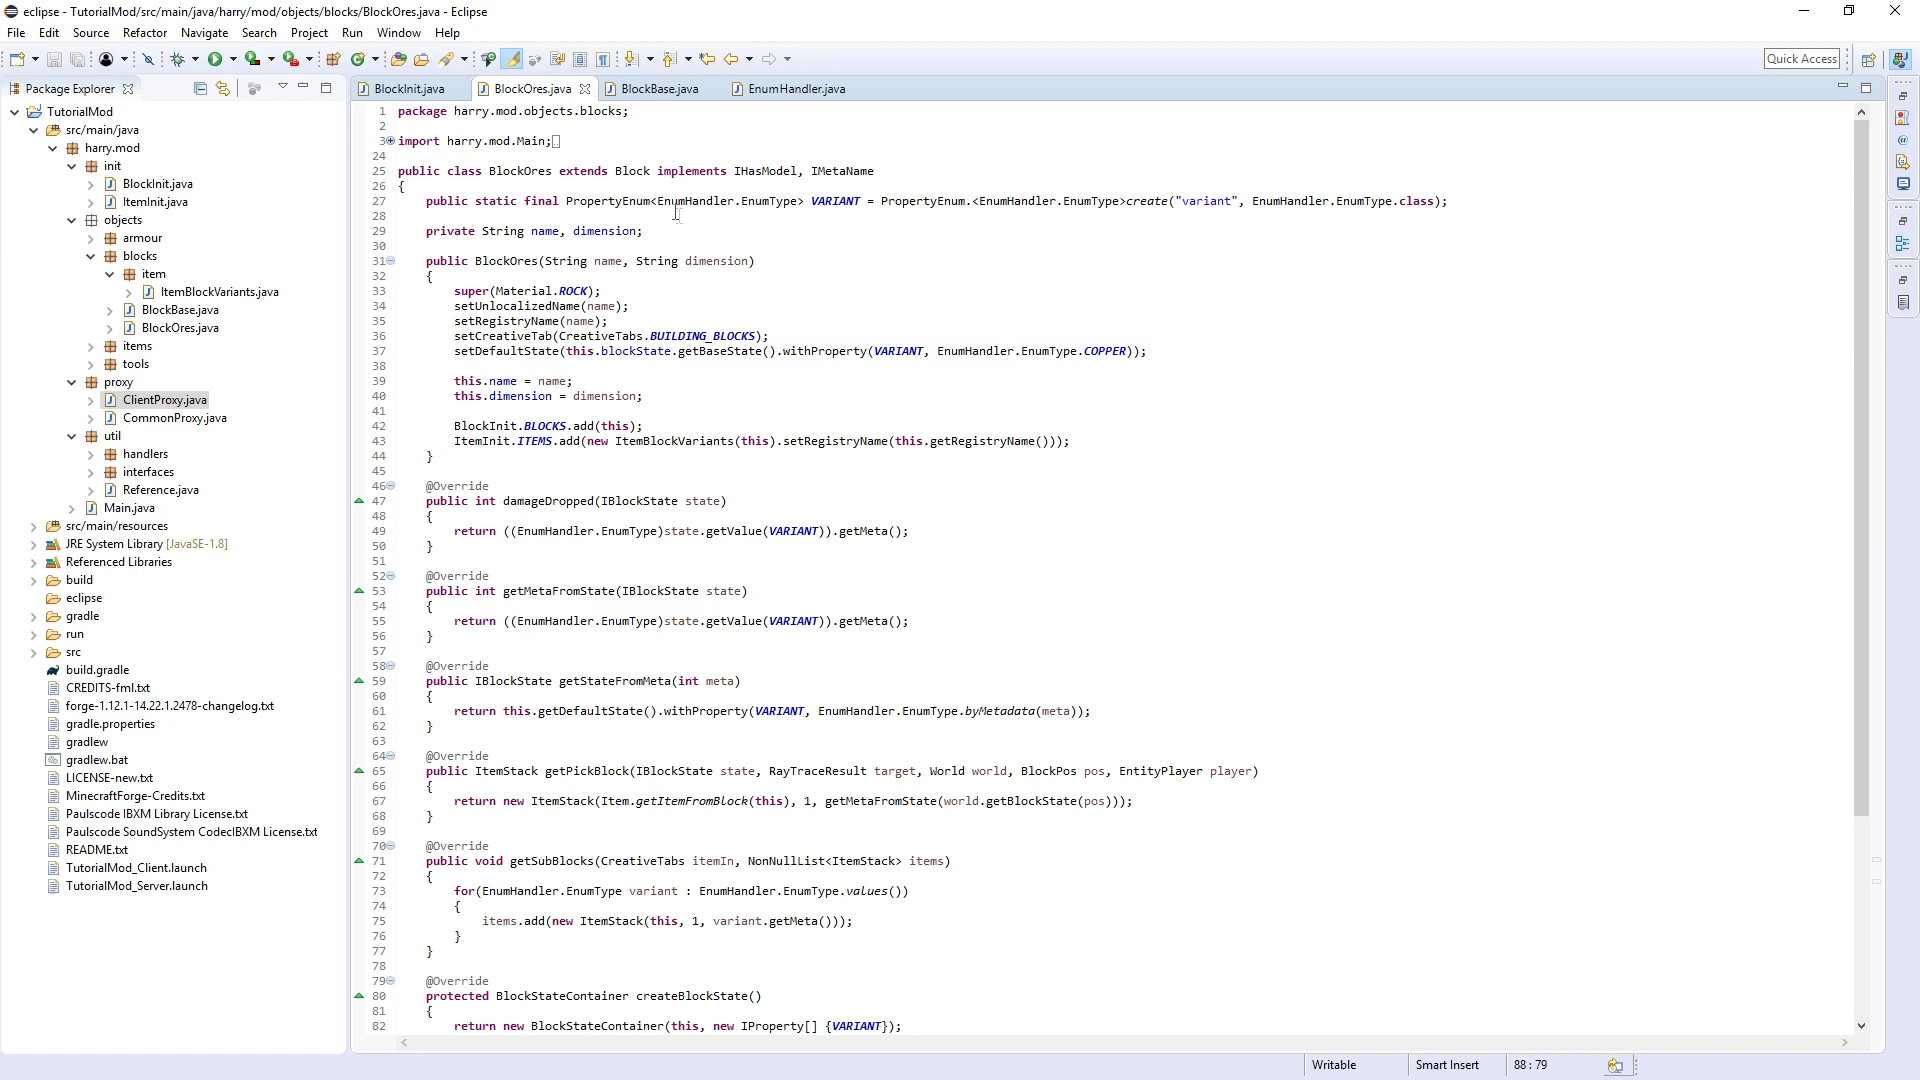 eclipse - TutorialMod/src/main/java/harry/mod/objects/blocks/BlockOres.java - Eclipse
File Edit Source Refactor Navigate Search Project Run Window Help
Quick Access
Package Explorer
TutorialMod
src/main/java
harry.mod
init
BlockInit.java
ItemInit.java
objects
armour
blocks
item
ItemBlockVariants.java
BlockBase.java
BlockOres.java
items
tools
proxy
ClientProxy.java
CommonProxy.java
util
handlers
interfaces
Reference.java
Main.java
src/main/resources
JRE System Library [JavaSE-1.8]
Referenced Libraries
build
eclipse
gradle
run
src
build.gradle
CREDITS-fml.txt
forge-1.12.1-14.22.1.2478-changelog.txt
gradle.properties
gradlew
gradlew.bat
LICENSE-new.txt
MinecraftForge-Credits.txt
Paulscode IBXM Library License.txt
Paulscode SoundSystem CodecIBXM License.txt
README.txt
TutorialMod_Client.launch
TutorialMod_Server.launch
BlockInit.java BlockOres.java BlockBase.java EnumHandler.java
1 package harry.mod.objects.blocks;
2
3 import harry.mod.Main;
24
25 public class BlockOres extends Block implements IHasModel, IMetaName
26 {
27 public static final PropertyEnum<EnumHandler.EnumType> VARIANT = PropertyEnum.<EnumHandler.EnumType>create("variant", EnumHandler.EnumType.class);
28
29 private String name, dimension;
30
31 public BlockOres(String name, String dimension)
32 {
33 super(Material.ROCK);
34 setUnlocalizedName(name);
35 setRegistryName(name);
36 setCreativeTab(CreativeTabs.BUILDING_BLOCKS);
37 setDefaultState(this.blockState.getBaseState().withProperty(VARIANT, EnumHandler.EnumType.COPPER));
38
39 this.name = name;
40 this.dimension = dimension;
41
42 BlockInit.BLOCKS.add(this);
43 ItemInit.ITEMS.add(new ItemBlockVariants(this).setRegistryName(this.getRegistryName()));
44 }
45
46 @Override
47 public int damageDropped(IBlockState state)
48 {
49 return ((EnumHandler.EnumType)state.getValue(VARIANT)).getMeta();
50 }
51
52 @Override
53 public int getMetaFromState(IBlockState state)
54 {
55 return ((EnumHandler.EnumType)state.getValue(VARIANT)).getMeta();
56 }
57
58 @Override
59 public IBlockState getStateFromMeta(int meta)
60 {
61 return this.getDefaultState().withProperty(VARIANT, EnumHandler.EnumType.byMetadata(meta));
62 }
63
64 @Override
65 public ItemStack getPickBlock(IBlockState state, RayTraceResult target, World world, BlockPos pos, EntityPlayer player)
66 {
67 return new ItemStack(Item.getItemFromBlock(this), 1, getMetaFromState(world.getBlockState(pos)));
68 }
69
70 @Override
71 public void getSubBlocks(CreativeTabs itemIn, NonNullList<ItemStack> items)
72 {
73 for(EnumHandler.EnumType variant : EnumHandler.EnumType.values())
74 {
75 items.add(new ItemStack(this, 1, variant.getMeta()));
76 }
77 }
78
79 @Override
80 protected BlockStateContainer createBlockState()
81 {
82 return new BlockStateContainer(this, new IProperty[] {VARIANT});
Writable Smart Insert 88 : 79